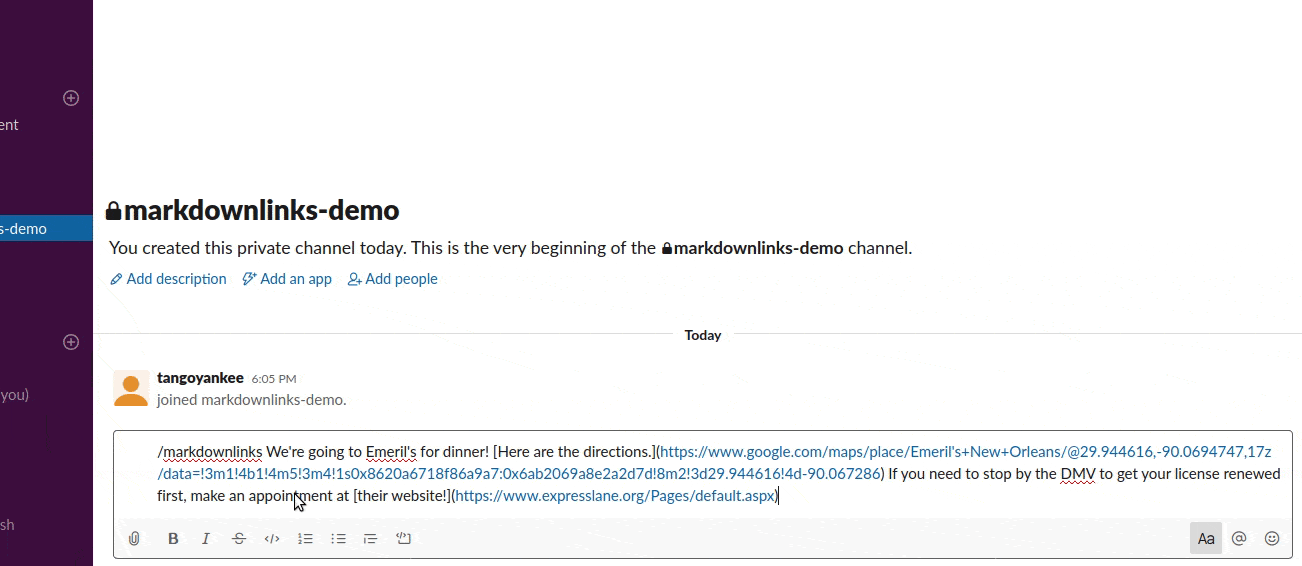 ent
s-demo
you)
sh
markdownlinks-demo
You created this private channel today. This is the very beginning of the markdownlinks-demo channel.
Add description Add an app Add people
Today
tangoyankee 6:05 PM
joined markdownlinks-demo.
/markdownlinks We're going to Emeril's for dinner! [Here are the directions.](https://www.google.com/maps/place/Emeril's+New+Orleans/@29.944616,-90.0694747,17z
/data=!3m1!4b1!4m5!3m4!1s0x8620a6718f86a9a7:0x6ab2069a8e2a2d7d!8m2!3d29.944616!4d-90.067286) If you need to stop by the DMV to get your license renewed
first, make an appointment at [their website!](https://www.expresslane.org/Pages/default.aspx)
B I S </> Aa @